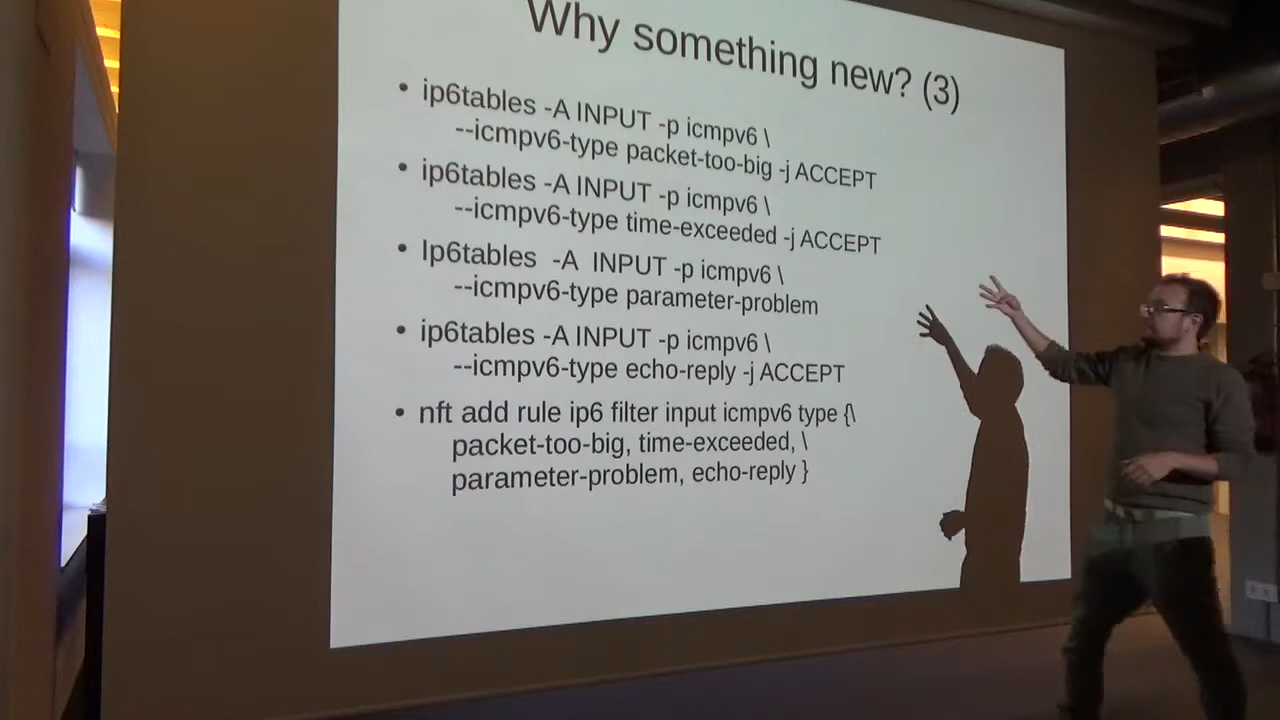 Why something new? (3)
• ip6tables -A INPUT -p icmpv6 \
--icmpv6-type packet-too-big -j ACCEPT
• ip6tables -A INPUT -p icmpv6 \
--icmpv6-type time-exceeded -j ACCEPT
• Ip6tables -A INPUT -p icmpv6 \
--icmpv6-type parameter-problem
• ip6tables -A INPUT -p icmpv6 \
--icmpv6-type echo-reply -j ACCEPT
• nft add rule ip6 filter input icmpv6 type {\
packet-too-big, time-exceeded, \
parameter-problem, echo-reply }